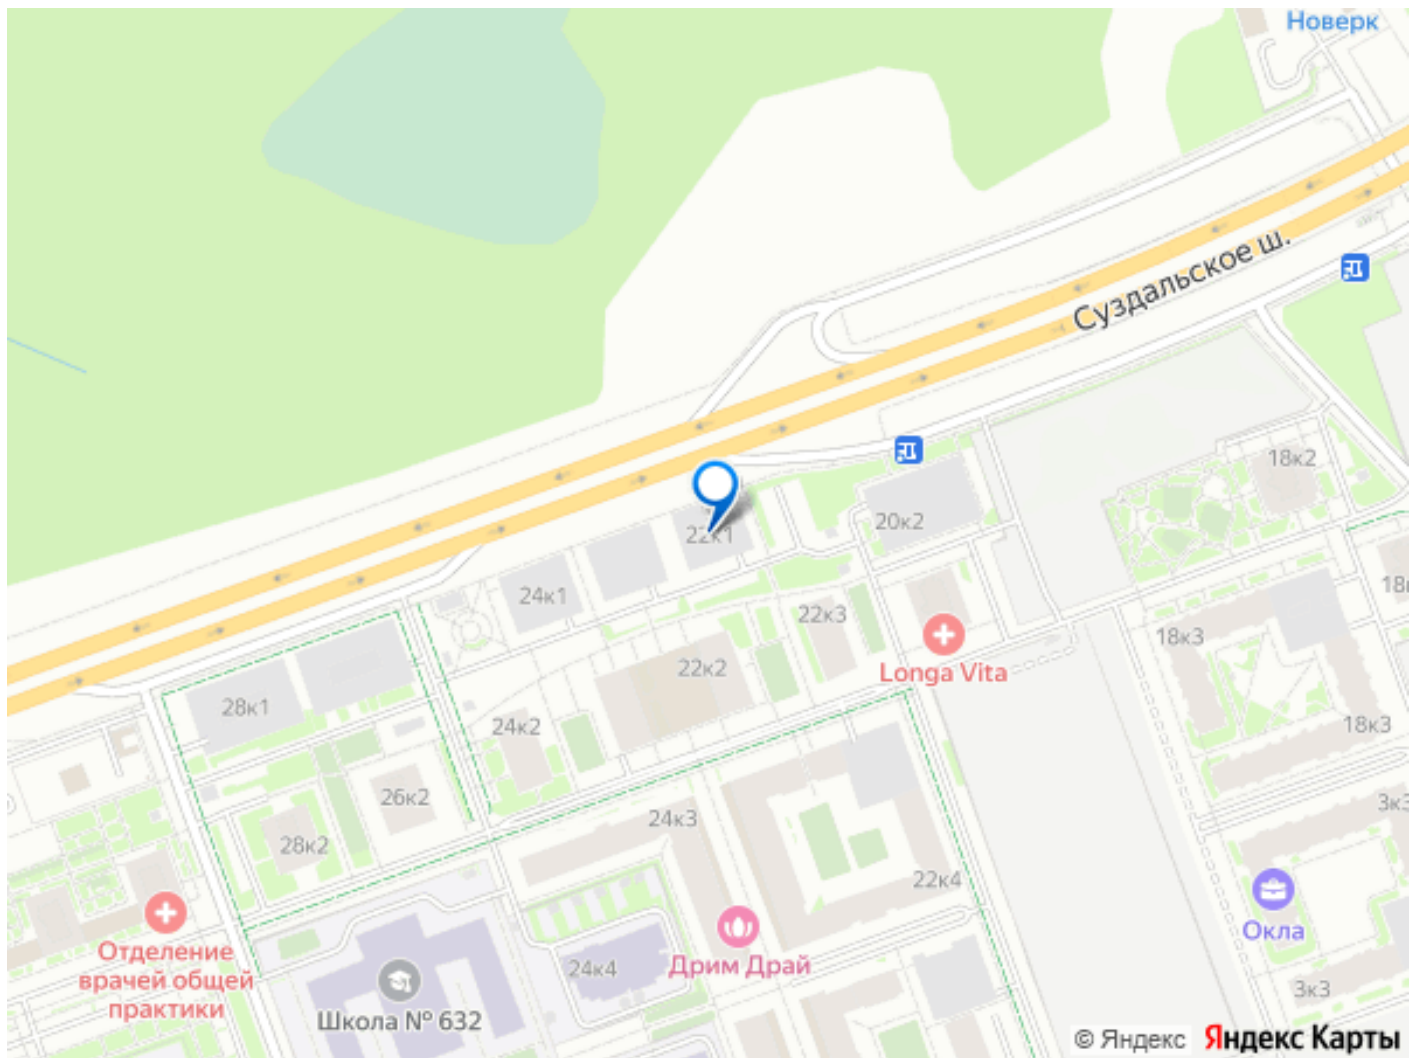 Новерк
Суздальское ш.
18к2
20к2
22к1
24к1
22к3
18к3
Longa Vita
22к2
28к1
24к2
18к3
26к2
3к3
24к3
28к2
22к4
Окла
Отделение
врачей общей
практики
Дрим Драй
24к4
3к3
Школа № 632
© Яндекс Яндекс Карты